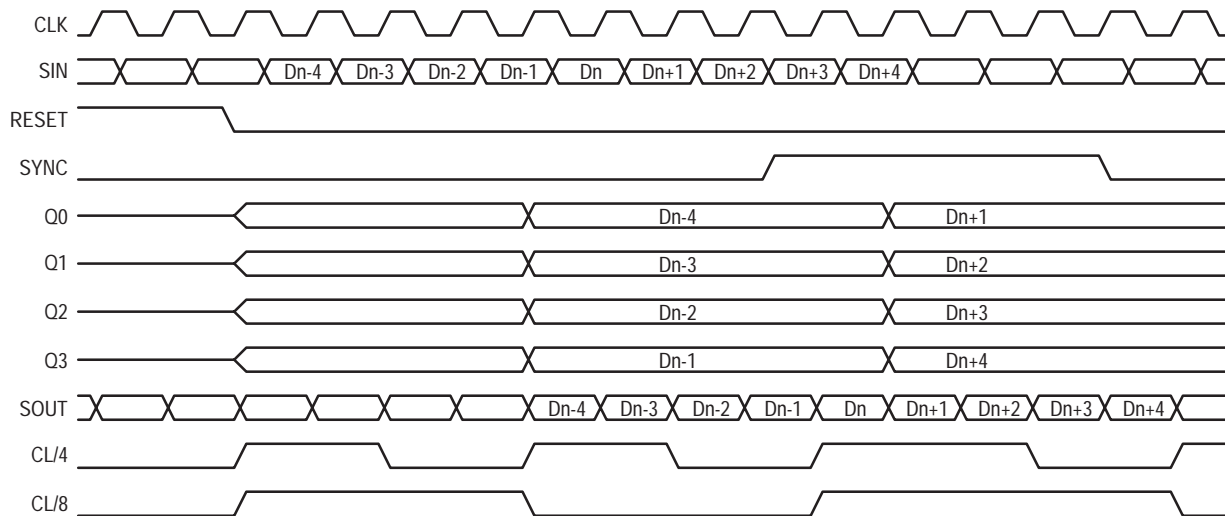 CLK
SIN Dn-4 Dn-3 Dn-2 Dn-1 Dn Dn+1 Dn+2 Dn+3 Dn+4
RESET
SYNC
Q0 Dn-4 Dn+1
Q1 Dn-3 Dn+2
Q2 Dn-2 Dn+3
Q3 Dn-1 Dn+4
SOUT Dn-4 Dn-3 Dn-2 Dn-1 Dn Dn+1 Dn+2 Dn+3 Dn+4
CL/4
CL/8